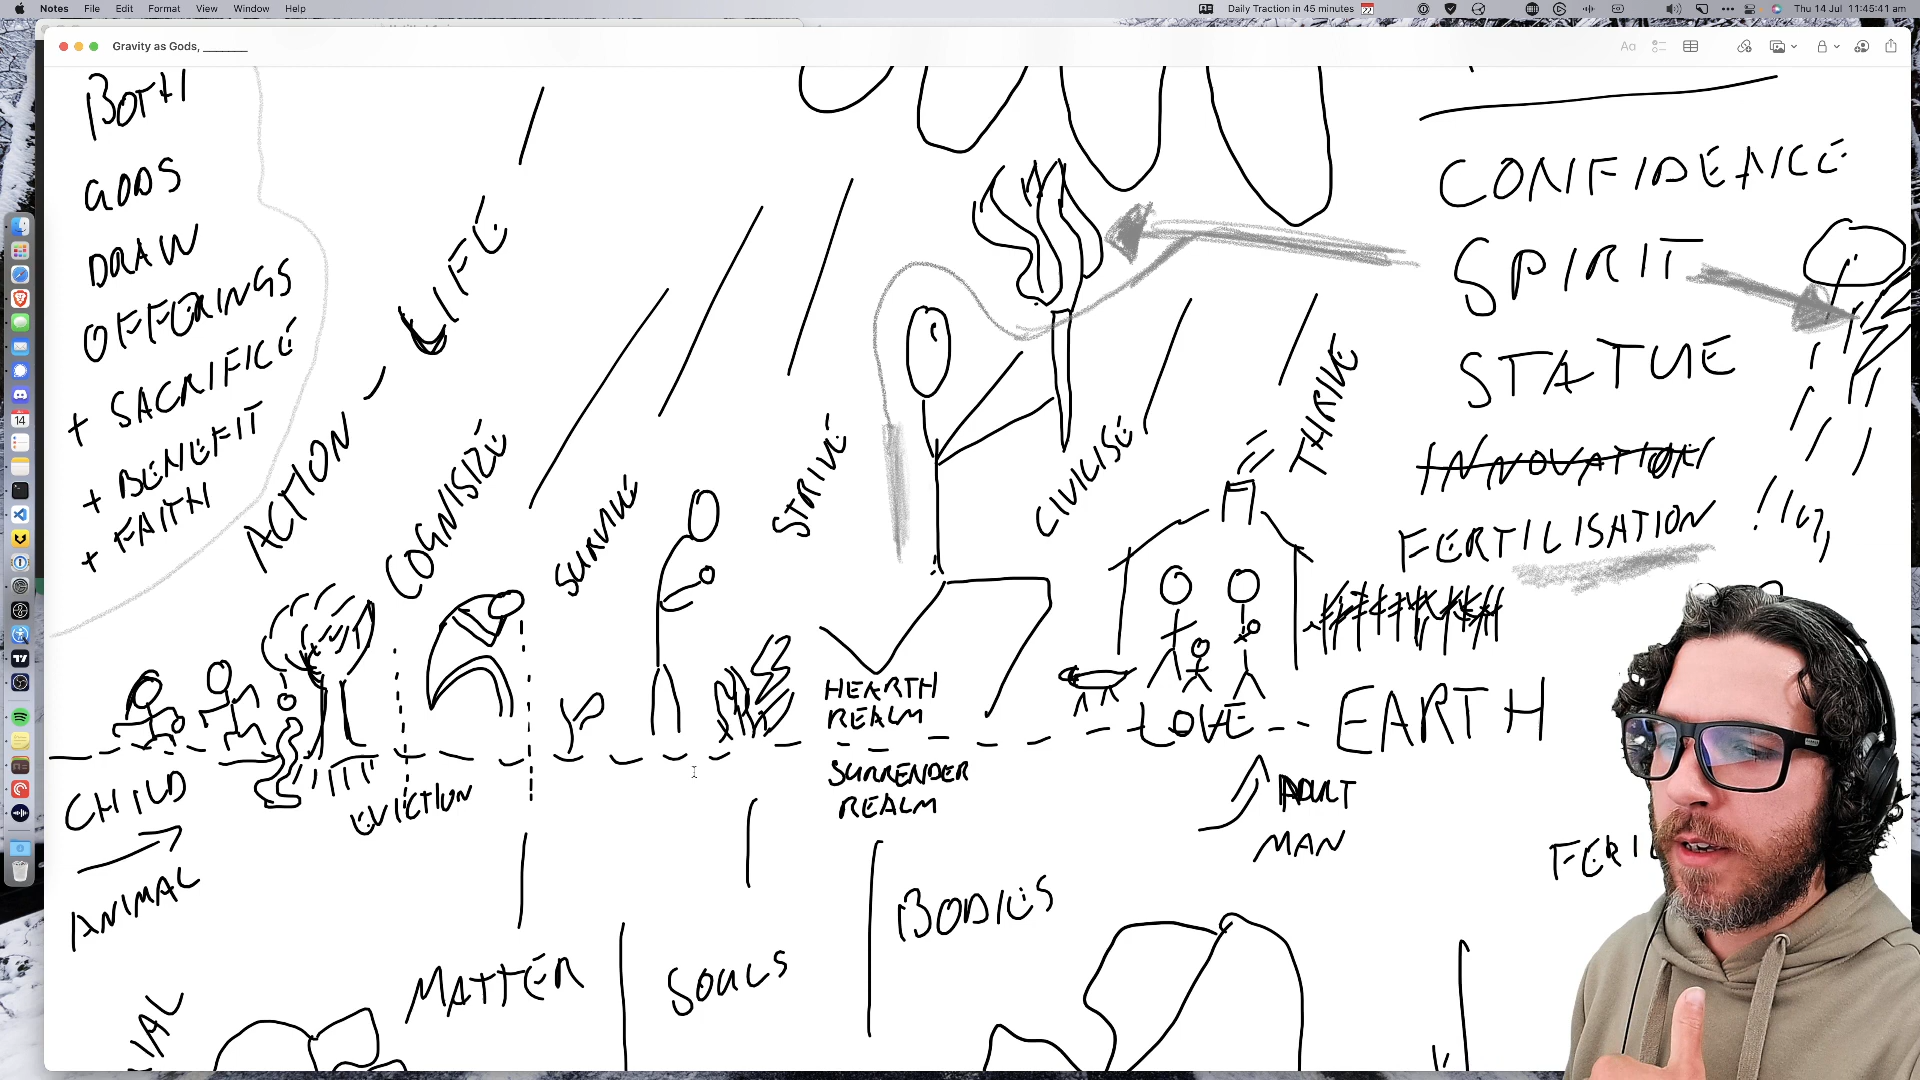 Notes File Edit Format View Window Help
Daily Traction in 45 minutes
Thu 14 Jul 11:45:41 am
Gravity as Gods, ________
BOTH
GODS
DRAW
OFFERINGS
+ SACRIFICE
+ BENEFIT
+ FAITH
ACTION - LIFE
COGNISIZE
SURVIVE
STRIVE
CIVILISE
THRIVE
CONFIDENCE
SPIRIT
STATUE
INNOVATION
FERTILISATION
HEARTH
REALM
SURRENDER
REALM
LOVE
EARTH
CHILD
ANIMAL
EVICTION
ADULT
MAN
MATTER
SOULS
BODIES